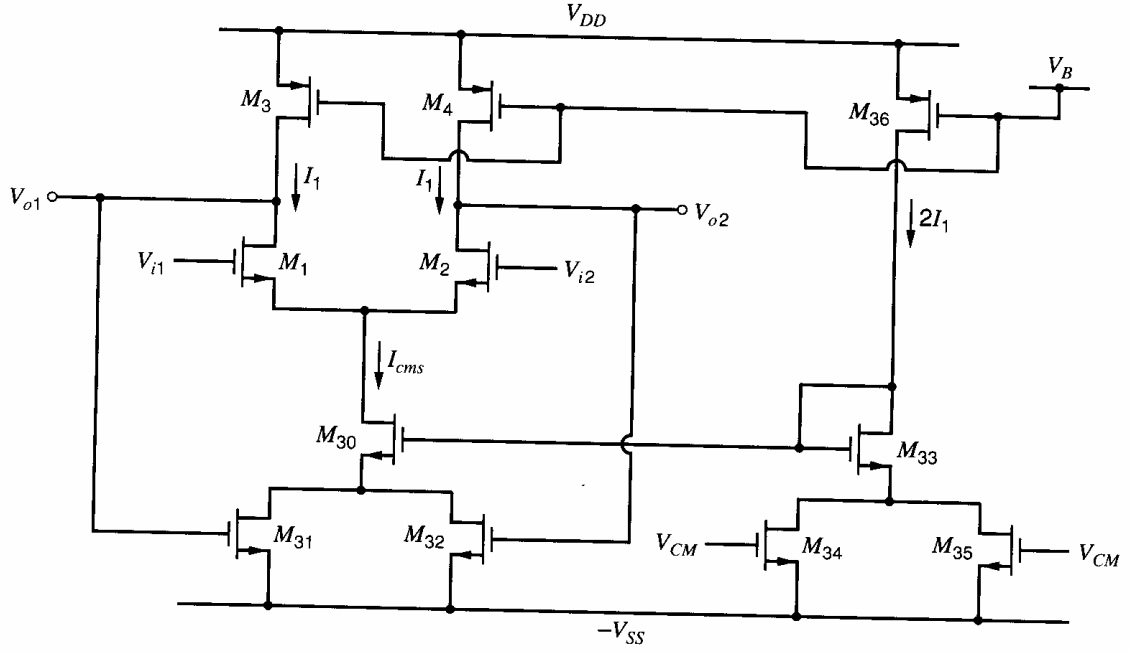 V_DD
V_B
M_3
M_4
M_36
I_1
I_1
V_o1
V_o2
2I_1
V_i1
M_1
M_2
V_i2
I_cms
M_30
M_33
M_31
M_32
V_CM
M_34
M_35
V_CM
−V_SS